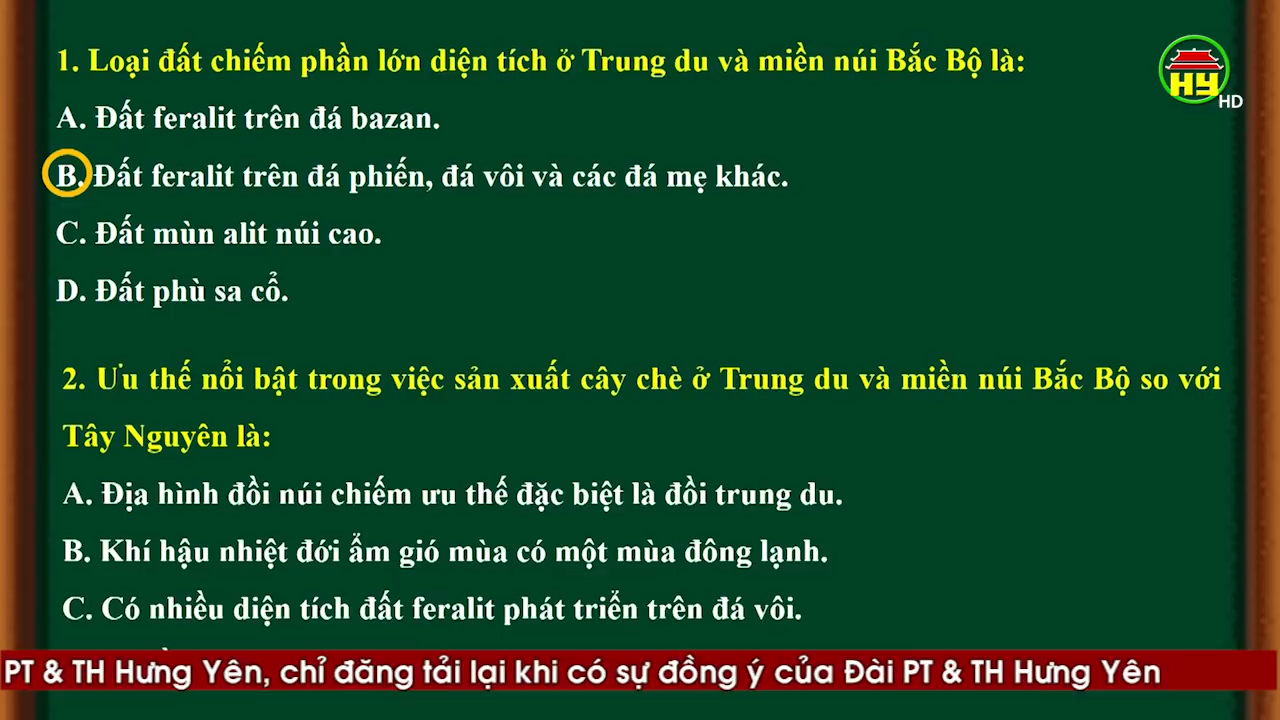 1. Loại đất chiếm phần lớn diện tích ở Trung du và miền núi Bắc Bộ là:
A. Đất feralit trên đá bazan.
B. Đất feralit trên đá phiến, đá vôi và các đá mẹ khác.
C. Đất mùn alit núi cao.
D. Đất phù sa cổ.
2. Ưu thế nổi bật trong việc sản xuất cây chè ở Trung du và miền núi Bắc Bộ so với
Tây Nguyên là:
A. Địa hình đồi núi chiếm ưu thế đặc biệt là đồi trung du.
B. Khí hậu nhiệt đới ẩm gió mùa có một mùa đông lạnh.
C. Có nhiều diện tích đất feralit phát triển trên đá vôi.
PT & TH Hưng Yên, chỉ đăng tải lại khi có sự đồng ý của Đài PT & TH Hưng Yên
HY HD